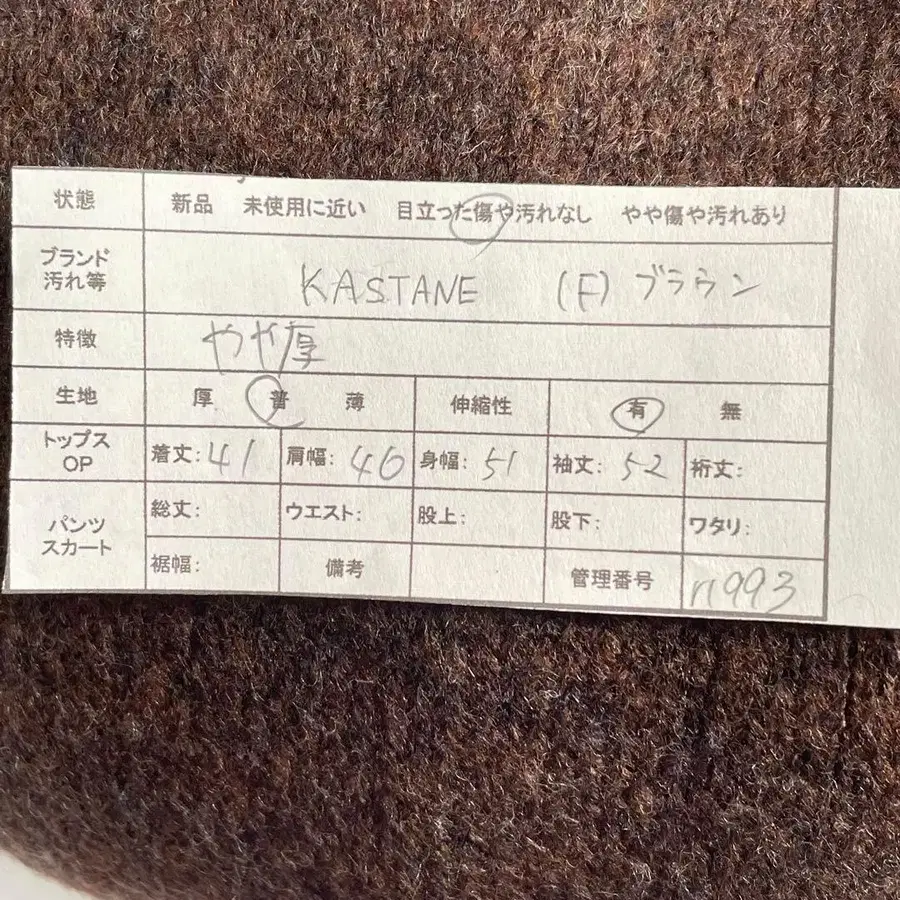 状態 新品 未使用に近い 目立った傷や汚れなし やや傷や汚れあり
ブランド
汚れ等 KASTANE (F) ブラウン
特徴 やや厚
生地 厚 普 薄 伸縮性 有 無
トップス
OP 着丈:41 肩幅:46 身幅:51 袖丈:52 裄丈:
パンツ
スカート 総丈: ウエスト: 股上: 股下: ワタリ:
裾幅: 備考 管理番号 n993